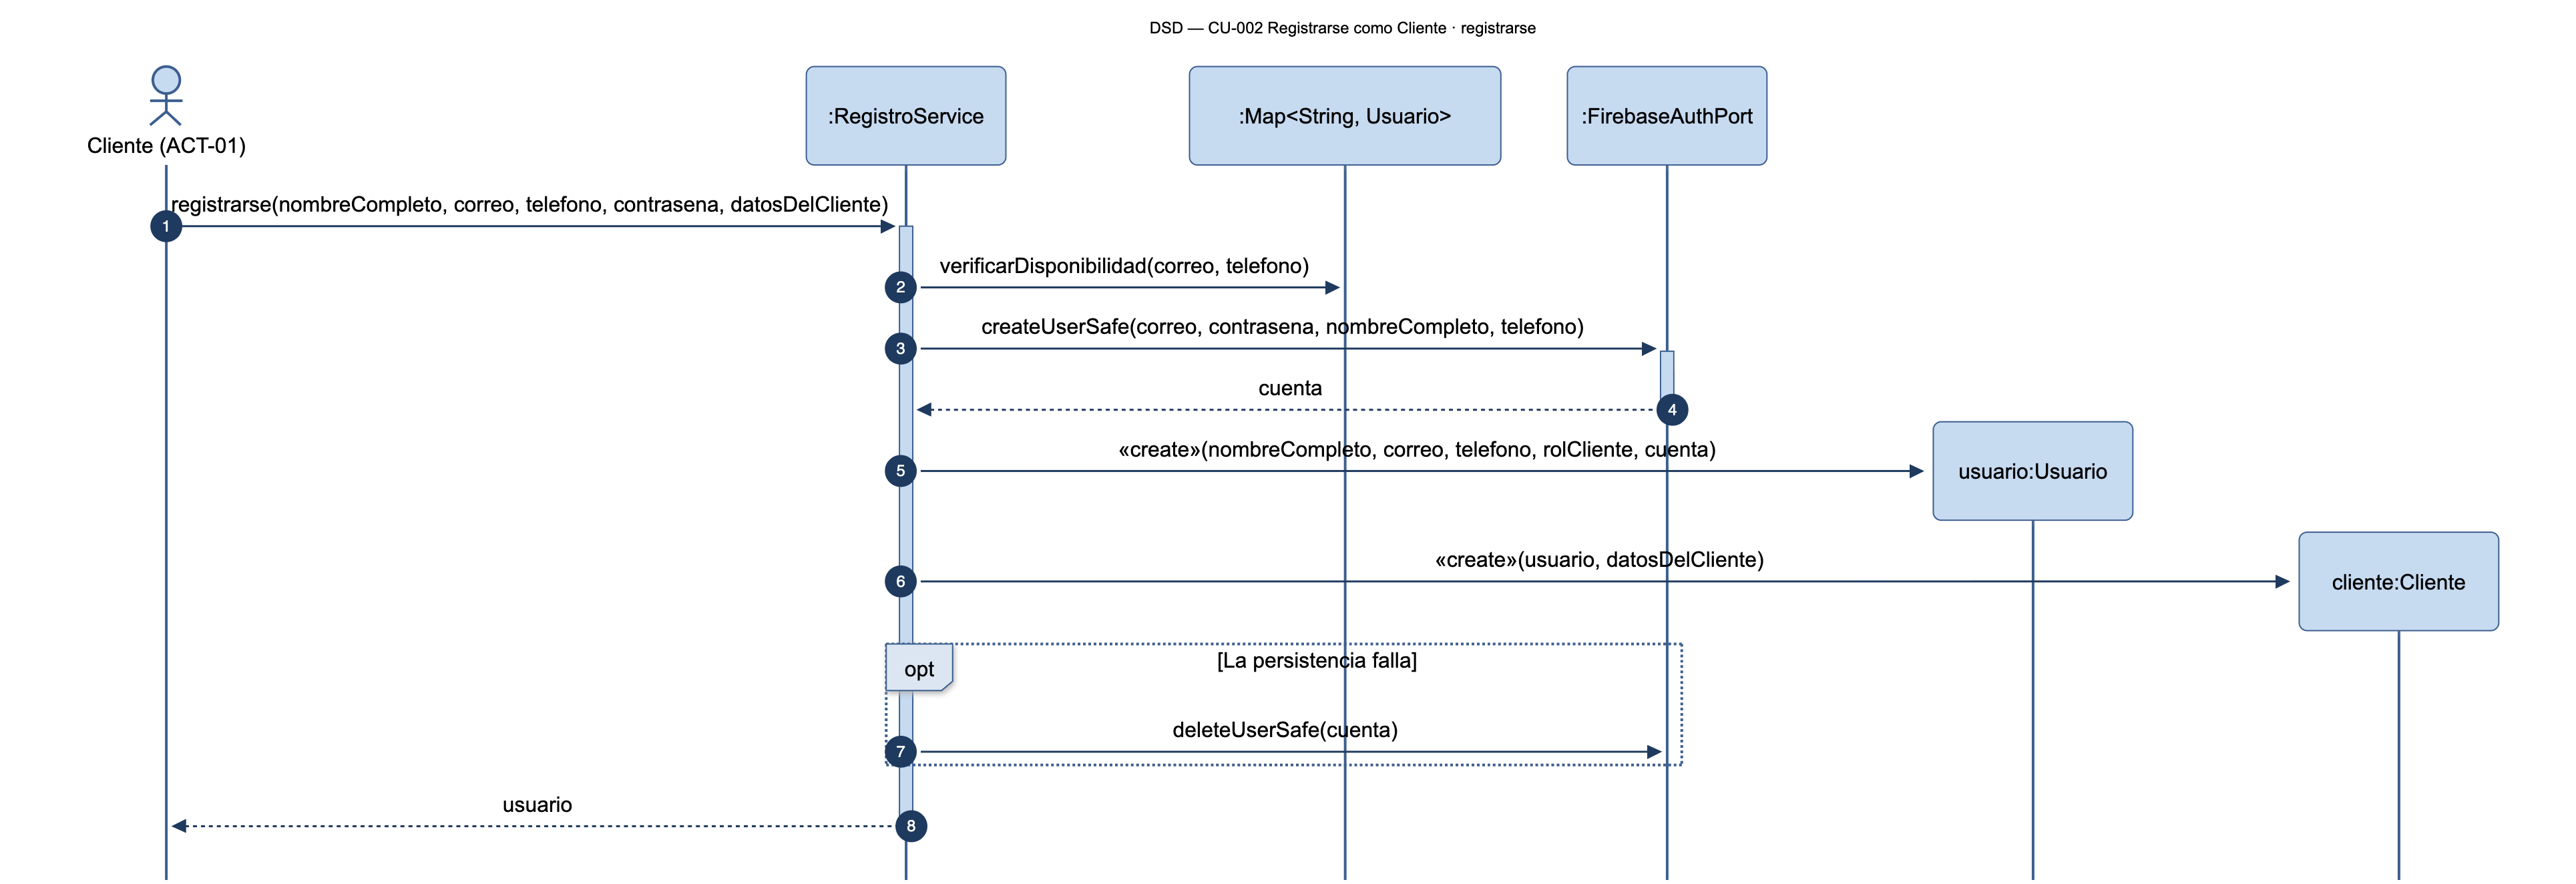 DSD — CU-002 Registrarse como Cliente · registrarse
:RegistroService
:Map<String, Usuario>
:FirebaseAuthPort
Cliente (ACT-01)
registrarse(nombreCompleto, correo, telefono, contrasena, datosDelCliente)
1
verificarDisponibilidad(correo, telefono)
2
createUserSafe(correo, contrasena, nombreCompleto, telefono)
3
cuenta
4
«create»(nombreCompleto, correo, telefono, rolCliente, cuenta)
5
usuario:Usuario
«create»(usuario, datosDelCliente)
6
cliente:Cliente
opt
[La persistencia falla]
deleteUserSafe(cuenta)
7
usuario
8